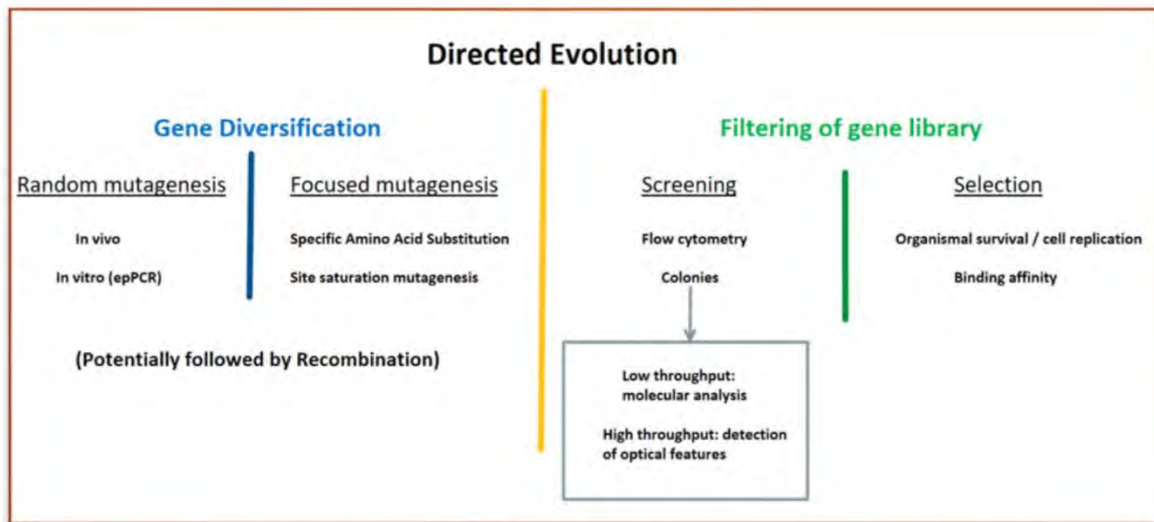 Directed Evolution
Gene Diversification
Random mutagenesis
In vivo
In vitro (epPCR)
Focused mutagenesis
Specific Amino Acid Substitution
Site saturation mutagenesis
(Potentially followed by Recombination)
Filtering of gene library
Screening
Flow cytometry
Colonies
Low throughput:
molecular analysis
High throughput: detection
of optical features
Selection
Organismal survival / cell replication
Binding affinity